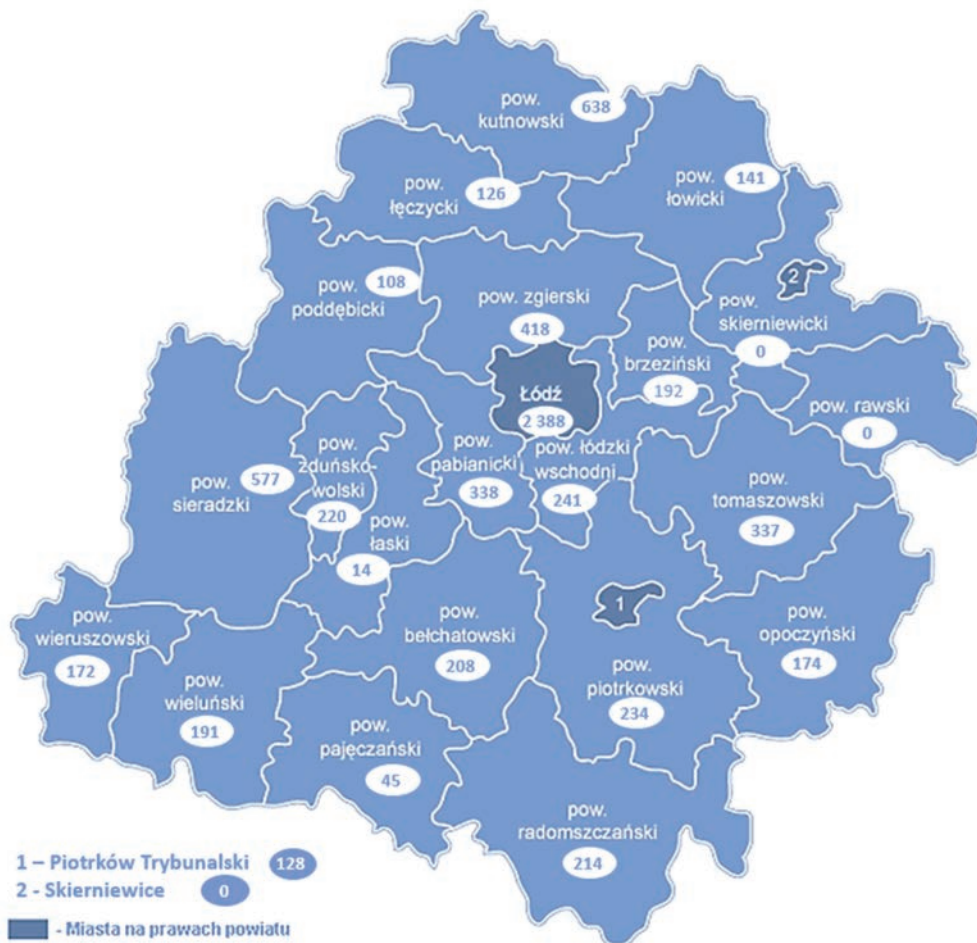 pow.
kutnowski
638
pow.
łęczycki
126
pow.
łowicki
141
pow.
poddębicki
108
pow. zgierski
418
2
pow.
skierniewicki
0
pow.
brzeziński
192
pow. rawski
0
Łódź
2 388
pow.
sieradzki
577
pow.
zduńsko-
wolski
220
pow.
pabianicki
338
pow. łódzki
wschodni
241
pow.
tomaszowski
337
pow.
łaski
14
pow.
wieruszowski
172
pow.
wieluński
191
pow.
bełchatowski
208
1
pow.
piotrkowski
234
pow.
opoczyński
174
pow.
pajęczański
45
pow.
radomszczański
214
1 – Piotrków Trybunalski 128
2 - Skierniewice 0
- Miasta na prawach powiatu